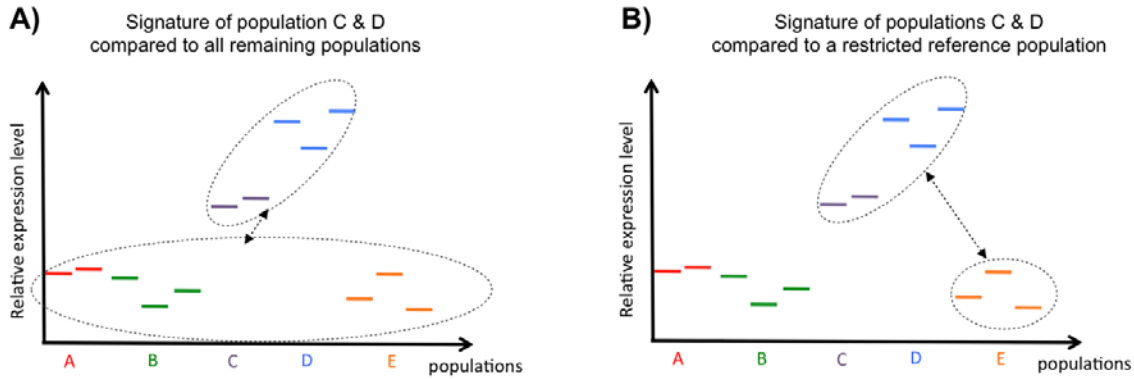 A)
Signature of population C & D
compared to all remaining populations
Relative expression level
A B C D E
populations
B)
Signature of populations C & D
compared to a restricted reference population
Relative expression level
A B C D E
populations